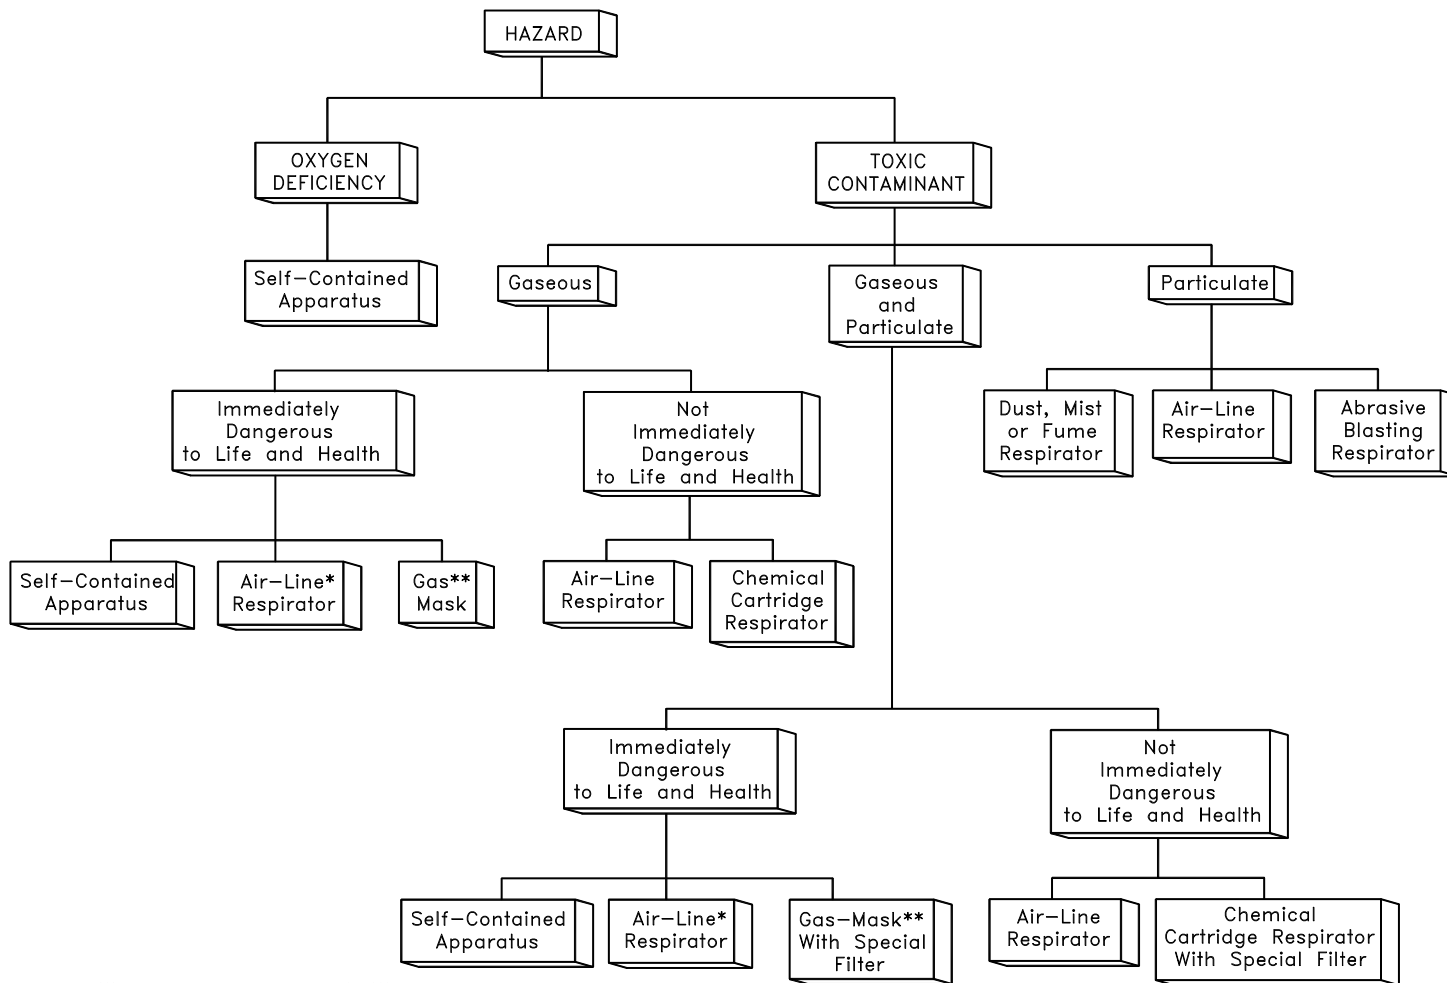 HAZARD
OXYGEN
DEFICIENCY
TOXIC
CONTAMINANT
Self-Contained
Apparatus
Gaseous
Gaseous
and
Particulate
Particulate
Immediately
Dangerous
to Life and Health
Not
Immediately
Dangerous
to Life and Health
Dust, Mist
or Fume
Respirator
Air-Line
Respirator
Abrasive
Blasting
Respirator
Self-Contained
Apparatus
Air-Line*
Respirator
Gas**
Mask
Air-Line
Respirator
Chemical
Cartridge
Respirator
Immediately
Dangerous
to Life and Health
Not
Immediately
Dangerous
to Life and Health
Self-Contained
Apparatus
Air-Line*
Respirator
Gas-Mask**
With Special
Filter
Air-Line
Respirator
Chemical
Cartridge Respirator
With Special Filter